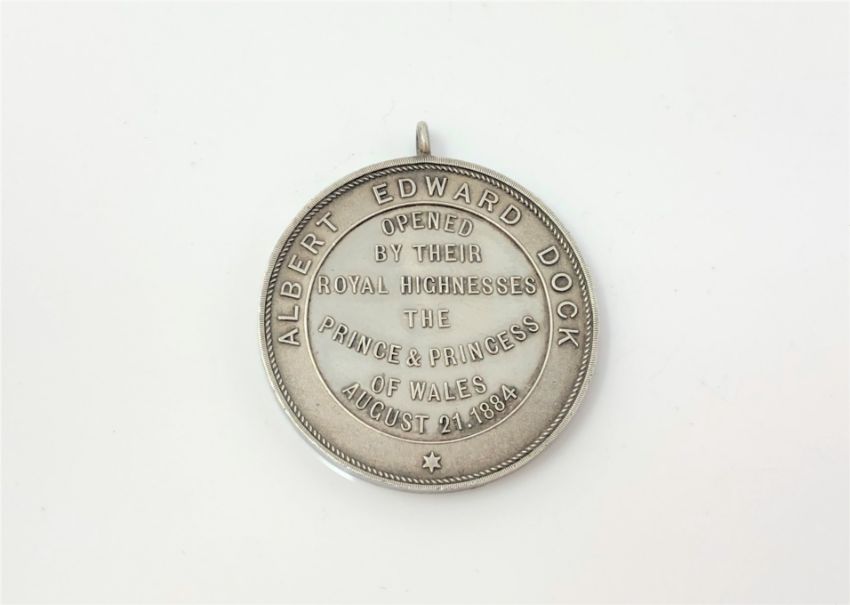 ALBERT EDWARD DOCK
OPENED
BY THEIR
ROYAL HIGHNESSES
THE
PRINCE & PRINCESS
OF WALES
AUGUST 21.1884